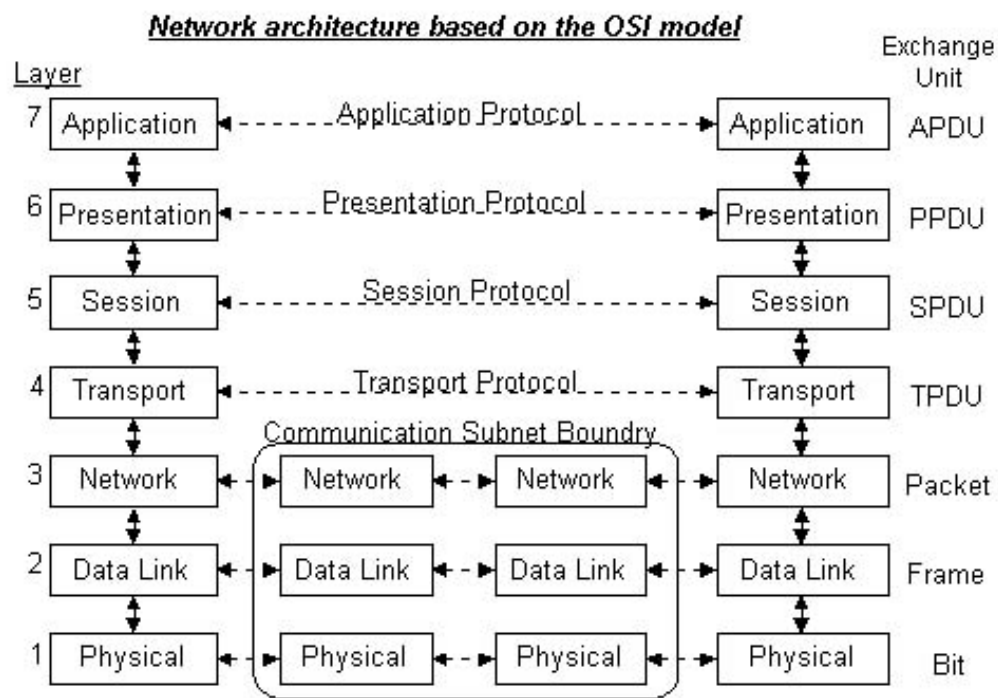 Network architecture based on the OSI model
Exchange
Unit
Layer
7 Application Application Protocol Application APDU
6 Presentation Presentation Protocol Presentation PPDU
5 Session Session Protocol Session SPDU
4 Transport Transport Protocol Transport TPDU
Communication Subnet Boundry
3 Network Network Network Network Packet
2 Data Link Data Link Data Link Data Link Frame
1 Physical Physical Physical Physical Bit